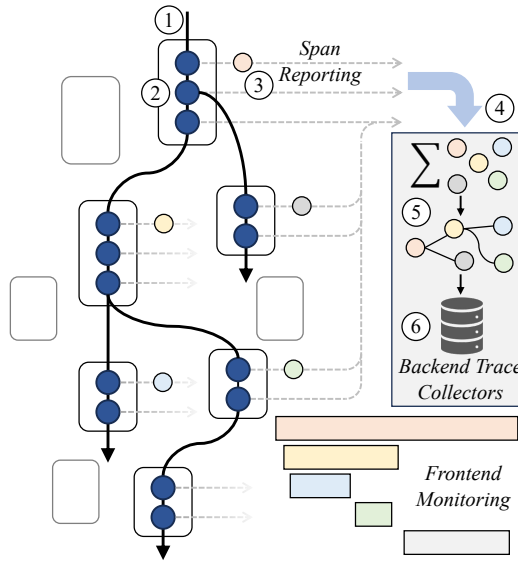 ①
Span
Reporting
②
③
④
∑
⑤
⑥
Backend Trace
Collectors
Frontend
Monitoring